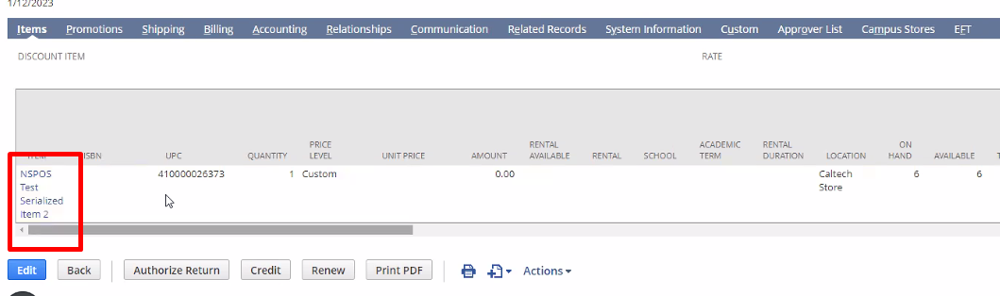 1/12/2023
Items Promotions Shipping Billing Accounting Relationships Communication Related Records System Information Custom Approver List Campus Stores EFT
DISCOUNT ITEM RATE
PRICE RENTAL ACADEMIC RENTAL ON
ITEM ISBN UPC QUANTITY LEVEL UNIT PRICE AMOUNT AVAILABLE RENTAL SCHOOL TERM DURATION LOCATION HAND AVAILABLE
NSPOS 410000026373 1 Custom 0.00 Caltech 6 6
Test Store
Serialized
Item 2
Edit Back Authorize Return Credit Renew Print PDF Actions